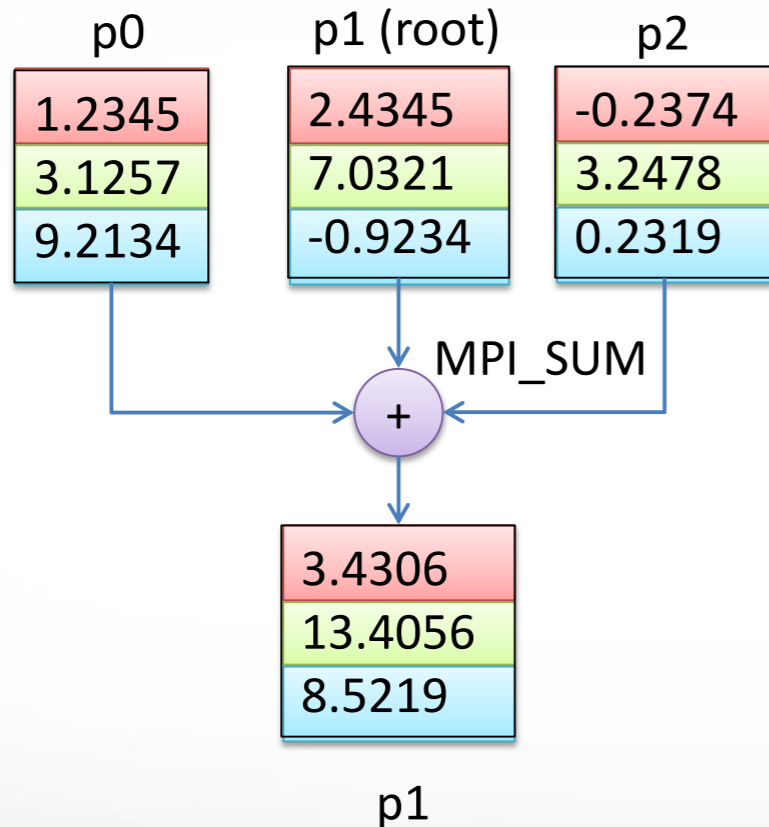 p0
p1 (root)
p2
1.2345
3.1257
9.2134
2.4345
7.0321
-0.9234
-0.2374
3.2478
0.2319
MPI_SUM
+
3.4306
13.4056
8.5219
p1